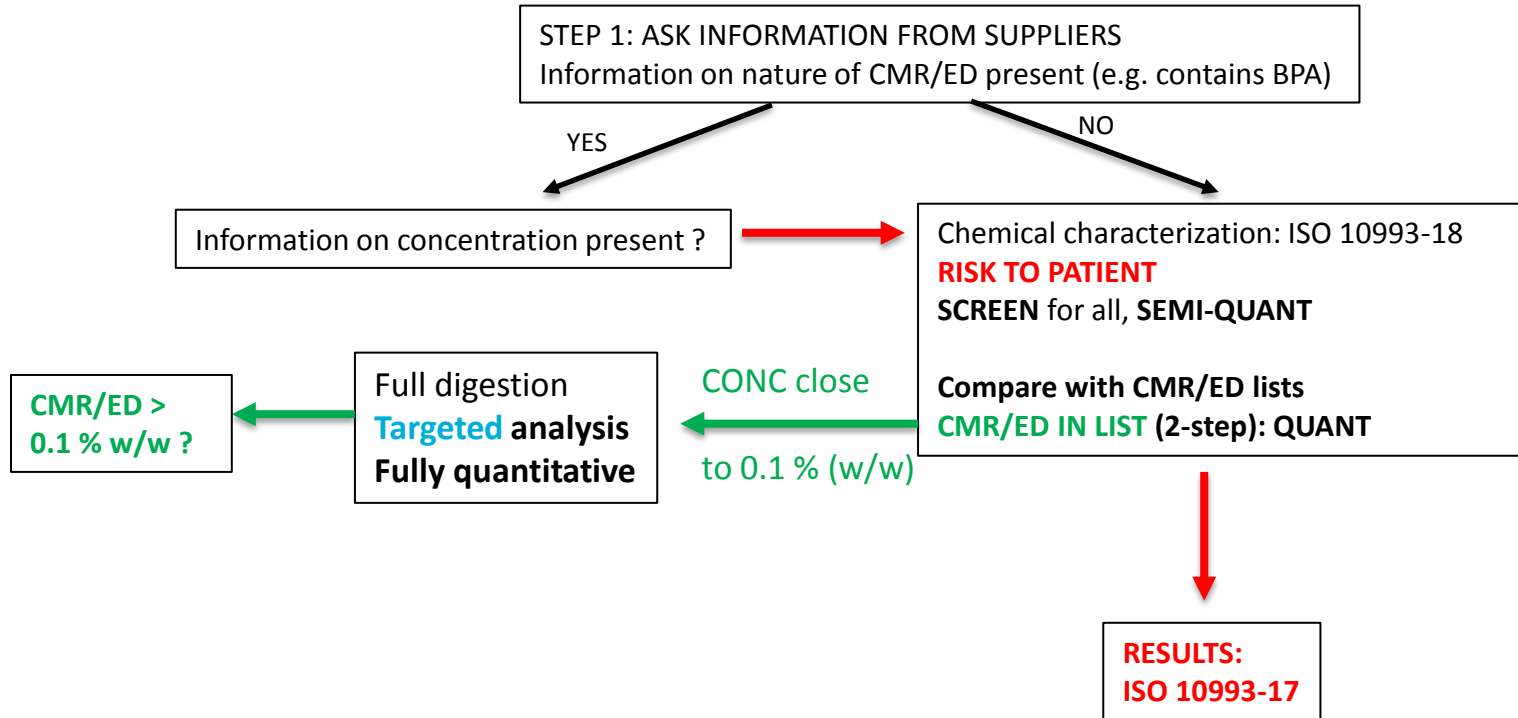 STEP 1: ASK INFORMATION FROM SUPPLIERS
Information on nature of CMR/ED present (e.g. contains BPA)
YES
NO
Information on concentration present ?
Chemical characterization: ISO 10993-18
RISK TO PATIENT
SCREEN for all, SEMI-QUANT
Compare with CMR/ED lists
CMR/ED IN LIST (2-step): QUANT
CONC close
to 0.1 % (w/w)
Full digestion
Targeted analysis
Fully quantitative
CMR/ED >
0.1 % w/w ?
RESULTS:
ISO 10993-17